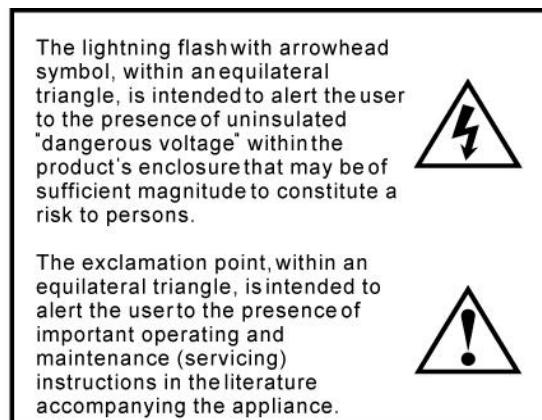 The lightning flash with arrowhead
symbol, within an equilateral
triangle, is intended to alert the user
to the presence of uninsulated
"dangerous voltage" within the
product's enclosure that may be of
sufficient magnitude to constitute a
risk to persons.
The exclamation point, within an
equilateral triangle, is intended to
alert the user to the presence of
important operating and
maintenance (servicing)
instructions in the literature
accompanying the appliance.